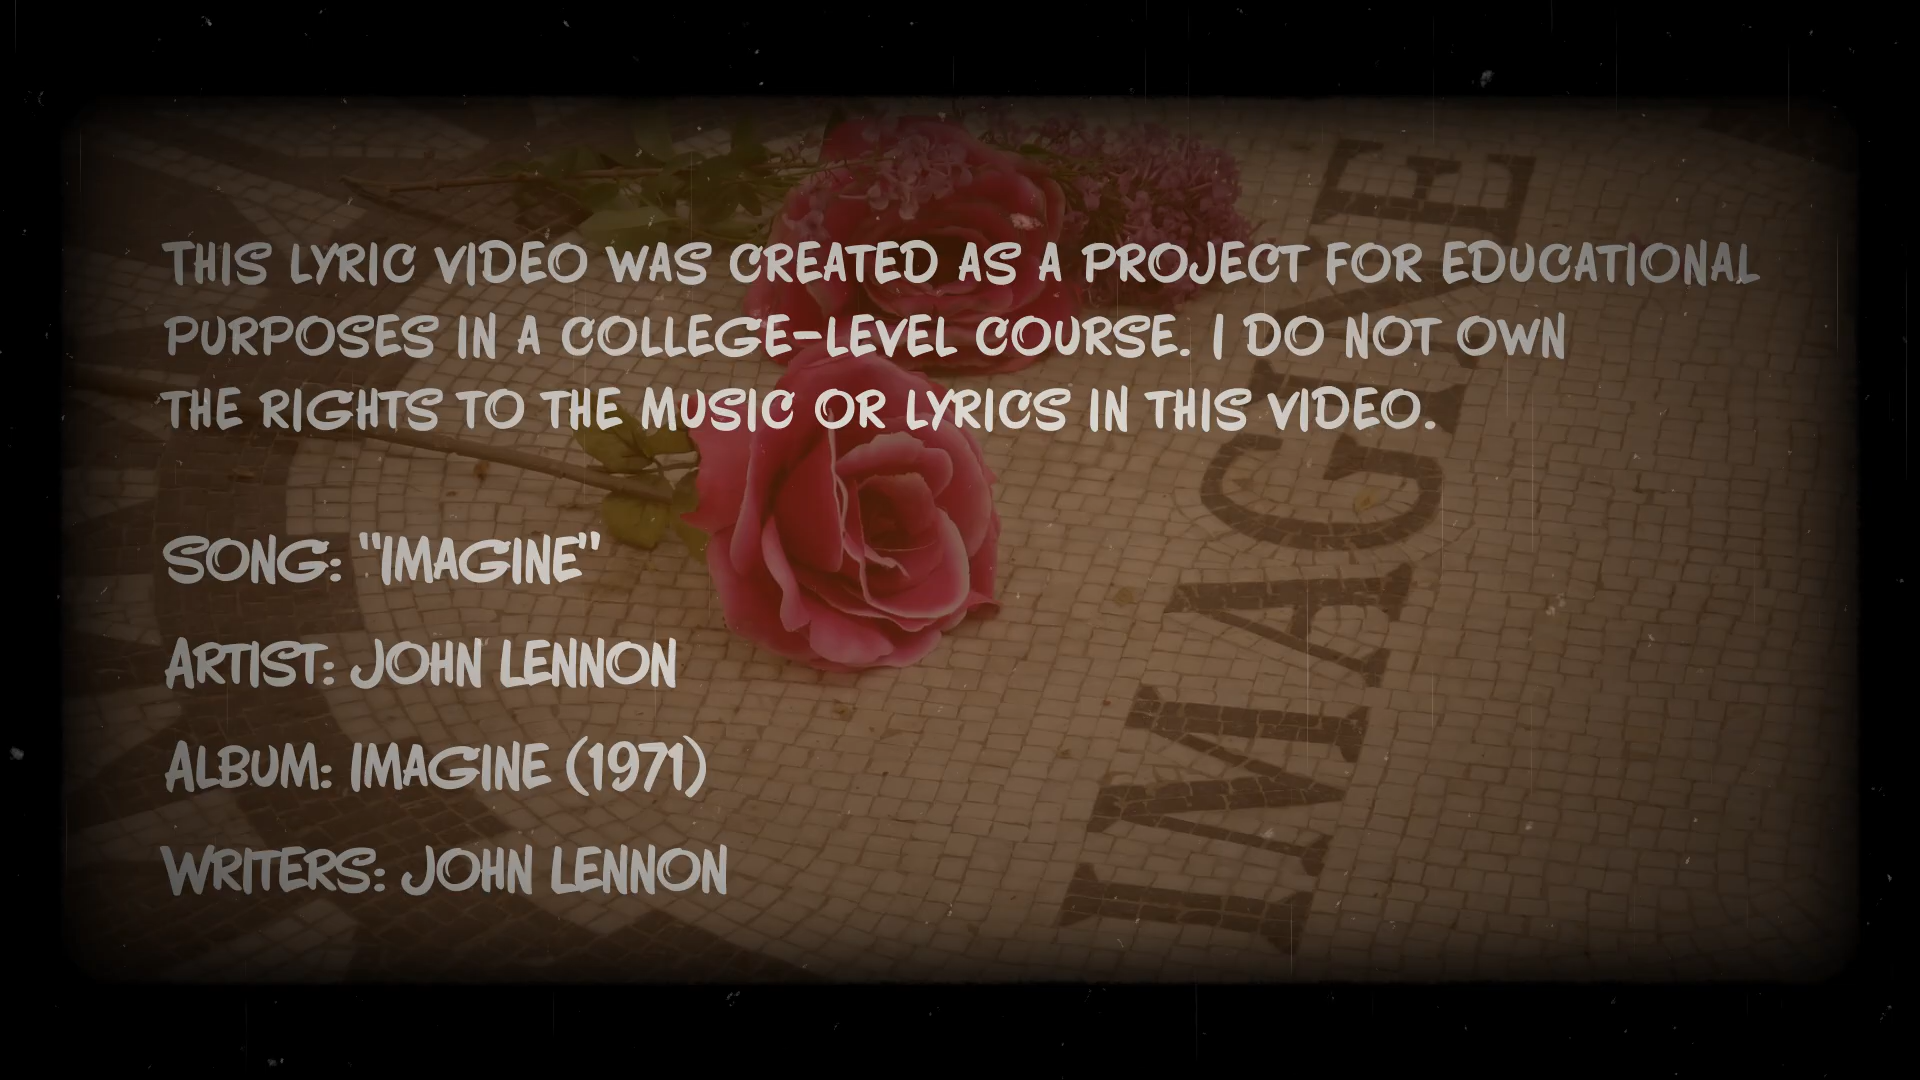 THIS LYRIC VIDEO WAS CREATED AS A PROJECT FOR EDUCATIONAL
PURPOSES IN A COLLEGE-LEVEL COURSE. I DO NOT OWN
THE RIGHTS TO THE MUSIC OR LYRICS IN THIS VIDEO.
SONG: "IMAGINE"
ARTIST: JOHN LENNON
ALBUM: IMAGINE (1971)
WRITERS: JOHN LENNON
IMAGINE